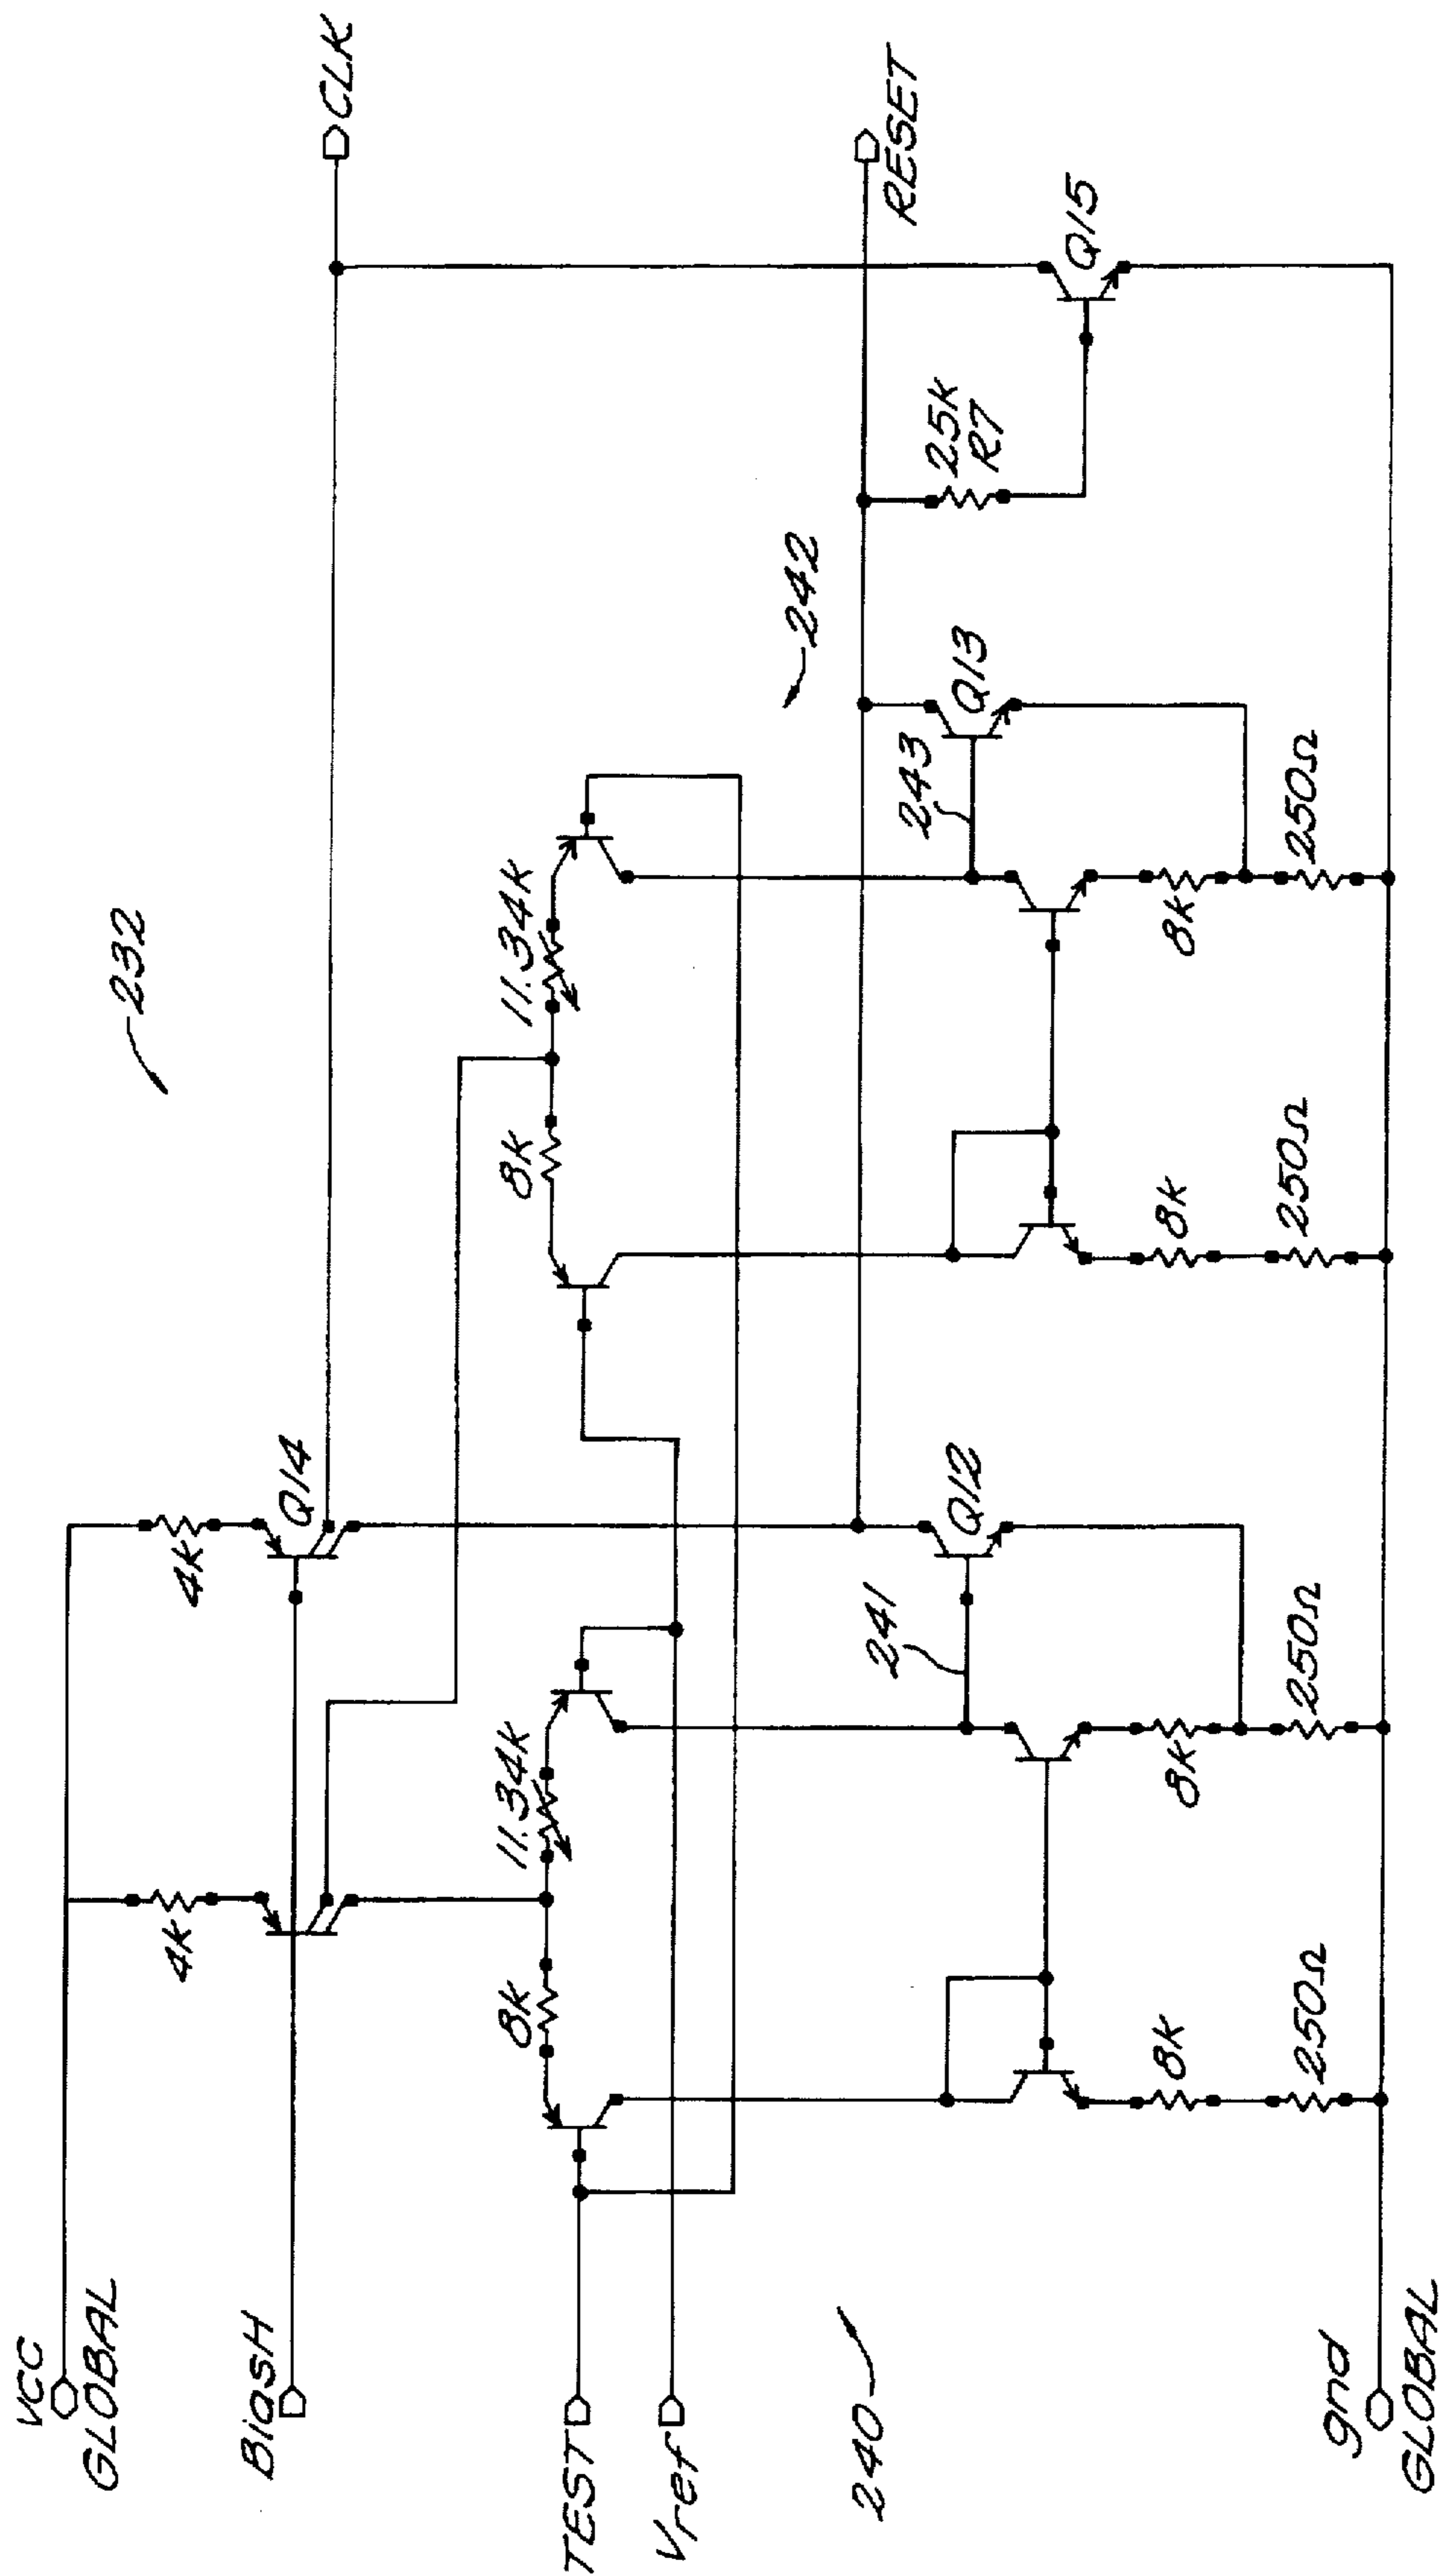 VCC
GLOBAL
BiasH
TEST
Vref
gnd
GLOBAL
CLK
RESET
232
240
242
4K
4K
Q14
8K
11.34K
8K
11.34K
241
Q12
243
Q13
25K
R7
Q15
8K
250Ω
8K
250Ω
8K
250Ω
8K
250Ω